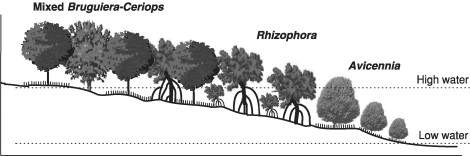 Mixed Bruguiera-Ceriops
Rhizophora
Avicennia
High water
Low water